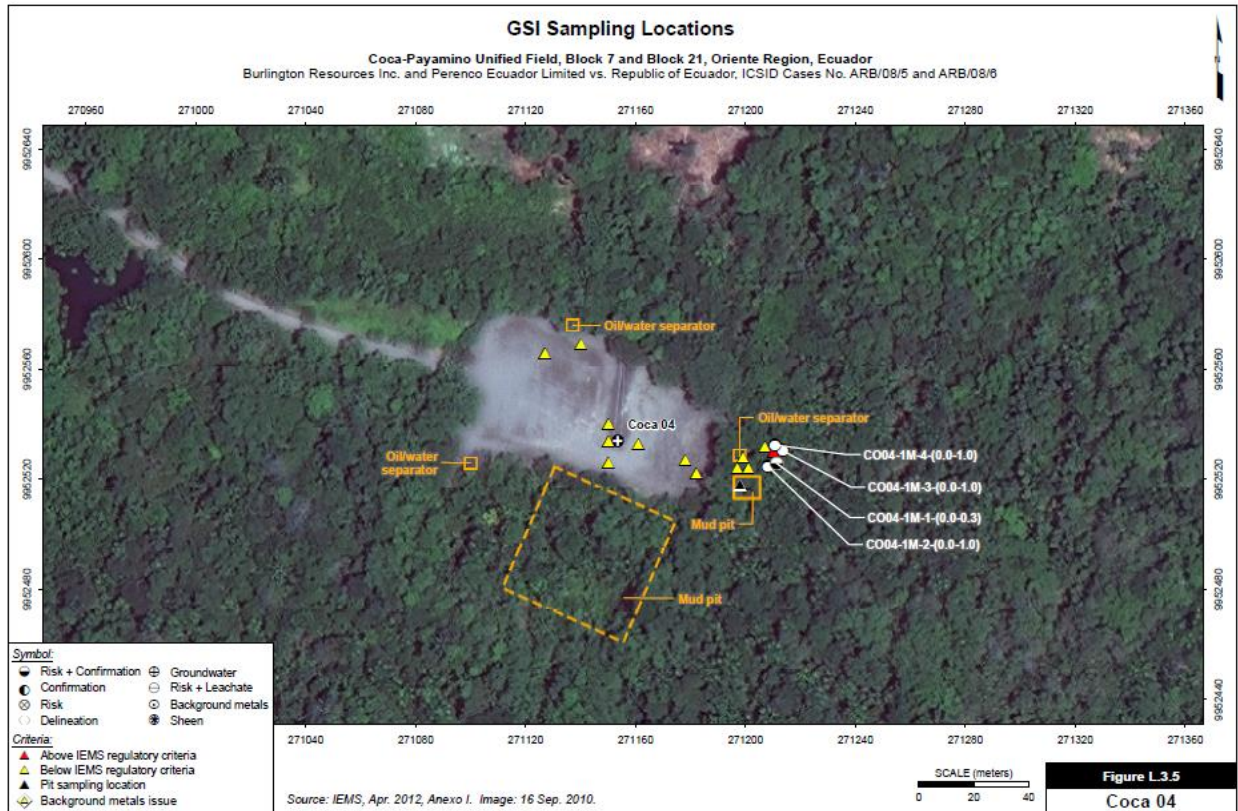 GSI Sampling Locations
Coca-Payamino Unified Field, Block 7 and Block 21, Oriente Region, Ecuador
Burlington Resources Inc. and Perenco Ecuador Limited vs. Republic of Ecuador, ICSID Cases No. ARB/08/5 and ARB/08/6
270960 271000 271040 271080 271120 271160 271200 271240 271280 271320 271360
9952640 9952640
9952600 9952600
9952560 9952560
9952520 9952520
9952480 9952480
9952440
Oil/water separator
Coca 04
Oil/water separator
Oil/water
separator
CO04-1M-4-(0.0-1.0)
CO04-1M-3-(0.0-1.0)
CO04-1M-1-(0.0-0.3)
CO04-1M-2-(0.0-1.0)
Mud pit
Mud pit
Symbol:
Risk + Confirmation Groundwater
Confirmation Risk + Leachate
Risk Background metals
Delineation Sheen
Criteria:
Above IEMS regulatory criteria
Below IEMS regulatory criteria
Pit sampling location
Background metals issue
271040 271080 271120 271160 271200 271240 271280 271320 271360
Source: IEMS, Apr. 2012, Anexo I. Image: 16 Sep. 2010.
SCALE (meters)
0 20 40
Figure L.3.5
Coca 04